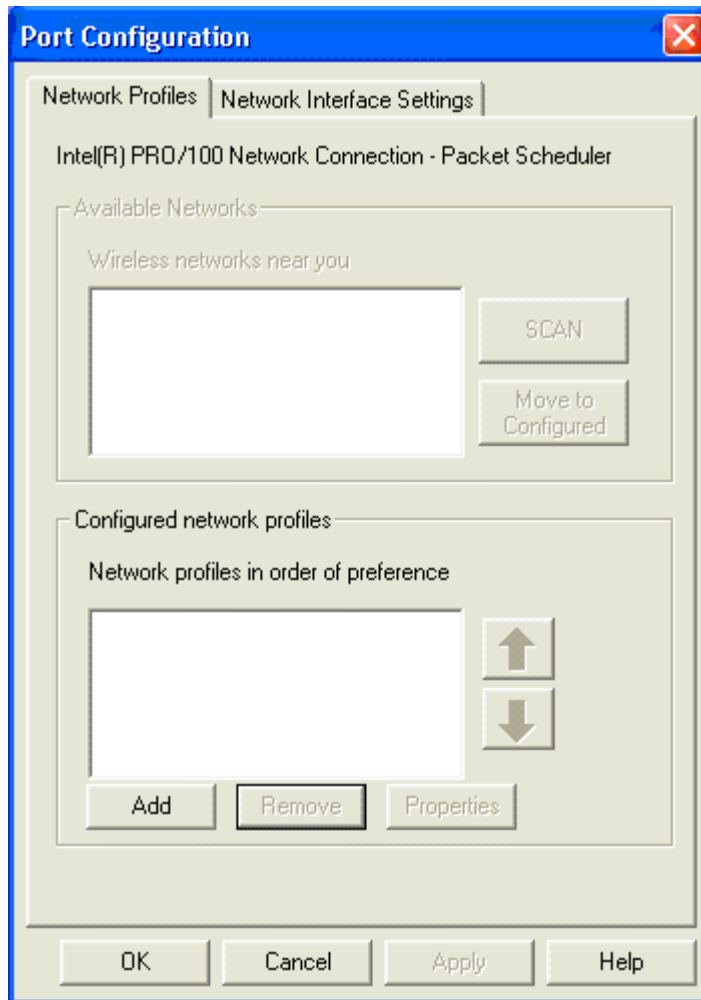 Port Configuration
Network Profiles
Network Interface Settings
Intel(R) PRO/100 Network Connection - Packet Scheduler
Available Networks
Wireless networks near you
SCAN
Move to
Configured
Configured network profiles
Network profiles in order of preference
Add
Remove
Properties
OK
Cancel
Apply
Help